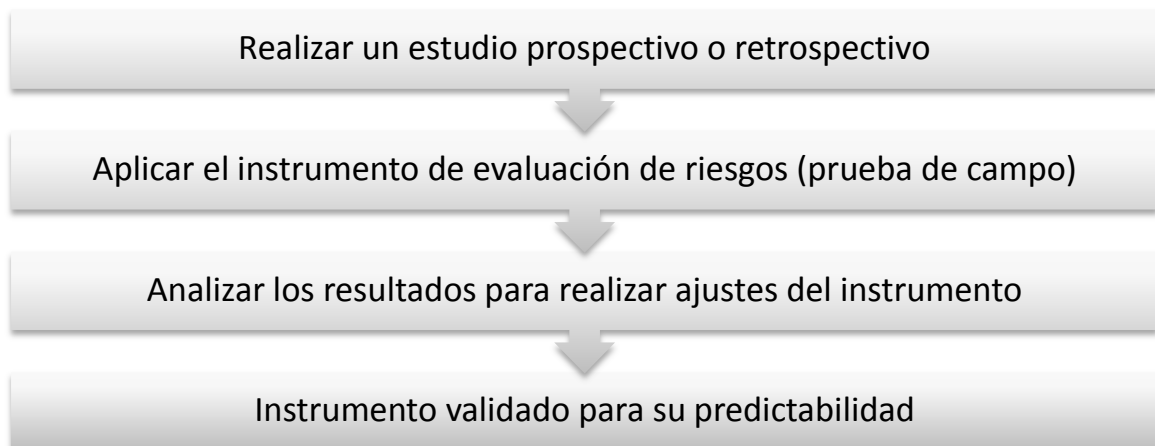 Realizar un estudio prospectivo o retrospectivo
Aplicar el instrumento de evaluación de riesgos (prueba de campo)
Analizar los resultados para realizar ajustes del instrumento
Instrumento validado para su predictabilidad